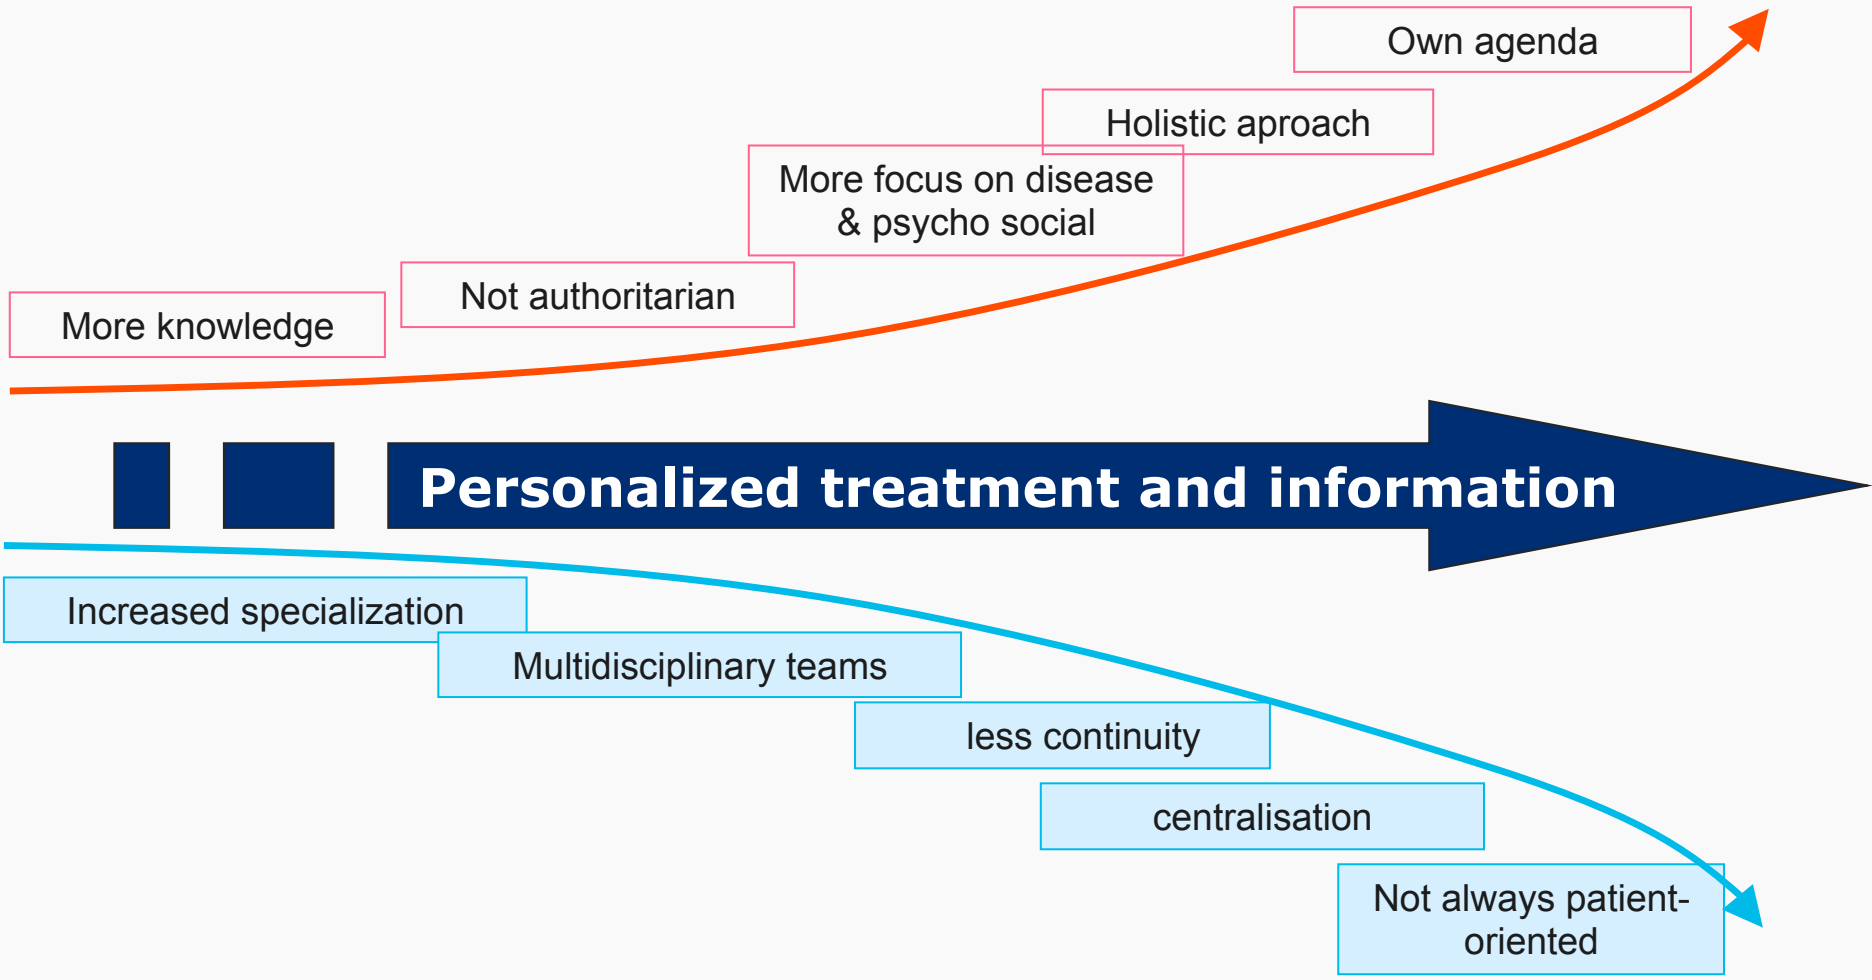 Own agenda
Holistic aproach
More focus on disease
& psycho social
Not authoritarian
More knowledge
Personalized treatment and information
Increased specialization
Multidisciplinary teams
less continuity
centralisation
Not always patient-
oriented